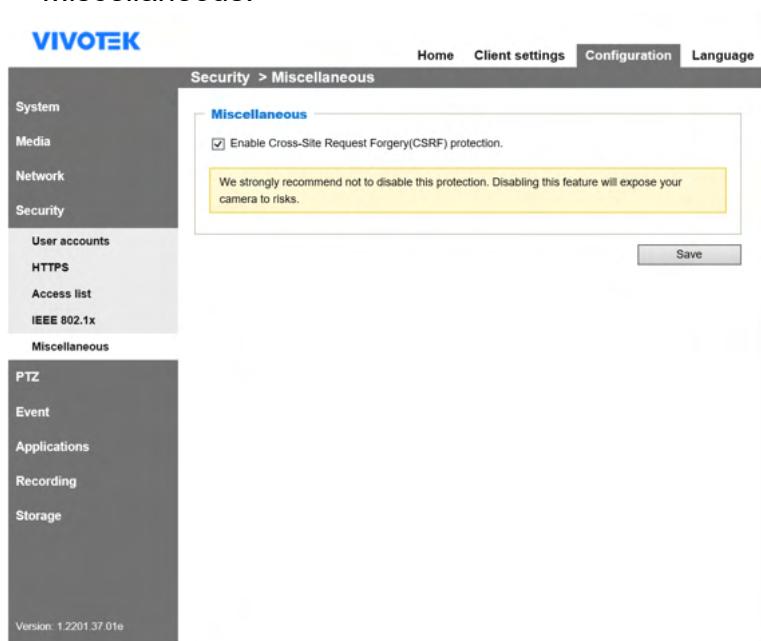 Miscellaneous.
VIVOTEK
Home Client settings Configuration Language
Security > Miscellaneous
System
Media
Network
Security
User accounts
HTTPS
Access list
IEEE 802.1x
Miscellaneous
PTZ
Event
Applications
Recording
Storage
Version: 1.2201.37.01e
Miscellaneous
Enable Cross-Site Request Forgery(CSRF) protection.
We strongly recommend not to disable this protection. Disabling this feature will expose your
camera to risks.
Save